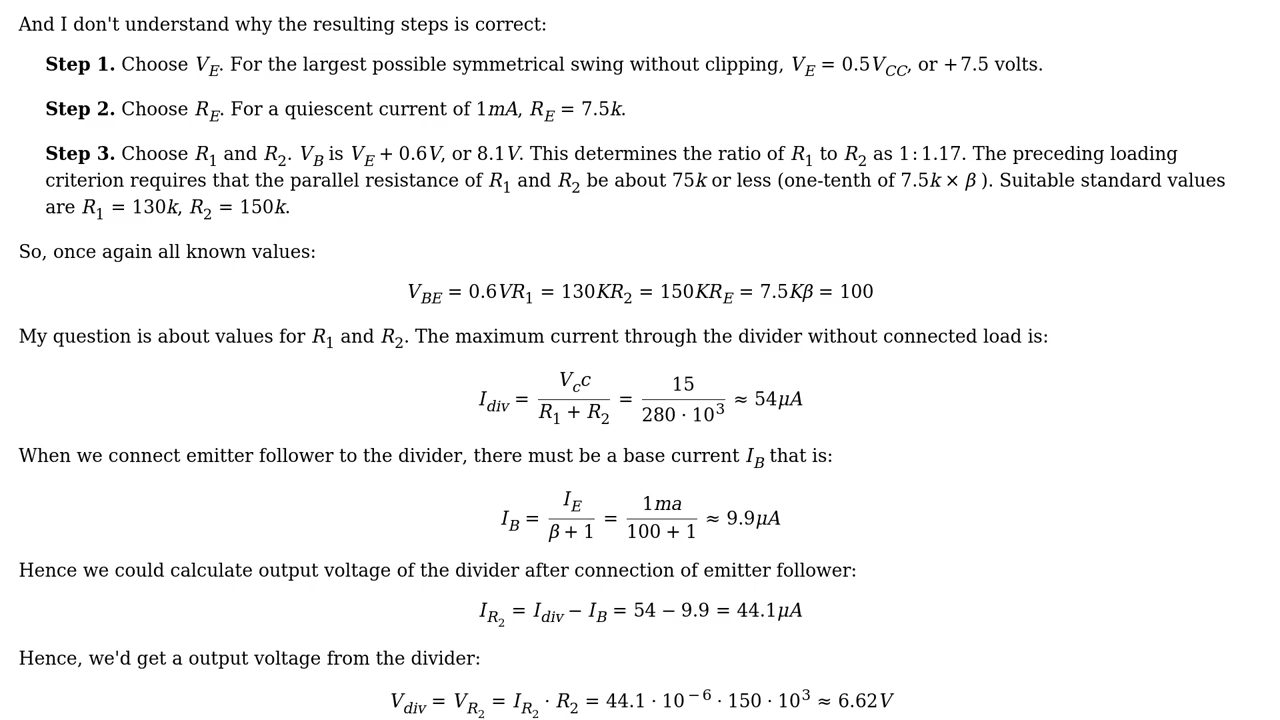 And I don't understand why the resulting steps is correct:
Step 1. Choose V_E. For the largest possible symmetrical swing without clipping, V_E = 0.5V_CC, or +7.5 volts.
Step 2. Choose R_E. For a quiescent current of 1mA, R_E = 7.5k.
Step 3. Choose R_1 and R_2. V_B is V_E + 0.6V, or 8.1V. This determines the ratio of R_1 to R_2 as 1:1.17. The preceding loading
criterion requires that the parallel resistance of R_1 and R_2 be about 75k or less (one-tenth of 7.5k × β ). Suitable standard values
are R_1 = 130k, R_2 = 150k.
So, once again all known values:
V_BE = 0.6VR_1 = 130KR_2 = 150KR_E = 7.5Kβ = 100
My question is about values for R_1 and R_2. The maximum current through the divider without connected load is:
I_div = V_cc / (R_1 + R_2) = 15 / (280 · 10^3) ≈ 54μA
When we connect emitter follower to the divider, there must be a base current I_B that is:
I_B = I_E / (β + 1) = 1ma / (100 + 1) ≈ 9.9μA
Hence we could calculate output voltage of the divider after connection of emitter follower:
I_{R_2} = I_div − I_B = 54 − 9.9 = 44.1μA
Hence, we'd get a output voltage from the divider:
V_div = V_{R_2} = I_{R_2} · R_2 = 44.1 · 10^{−6} · 150 · 10^3 ≈ 6.62V